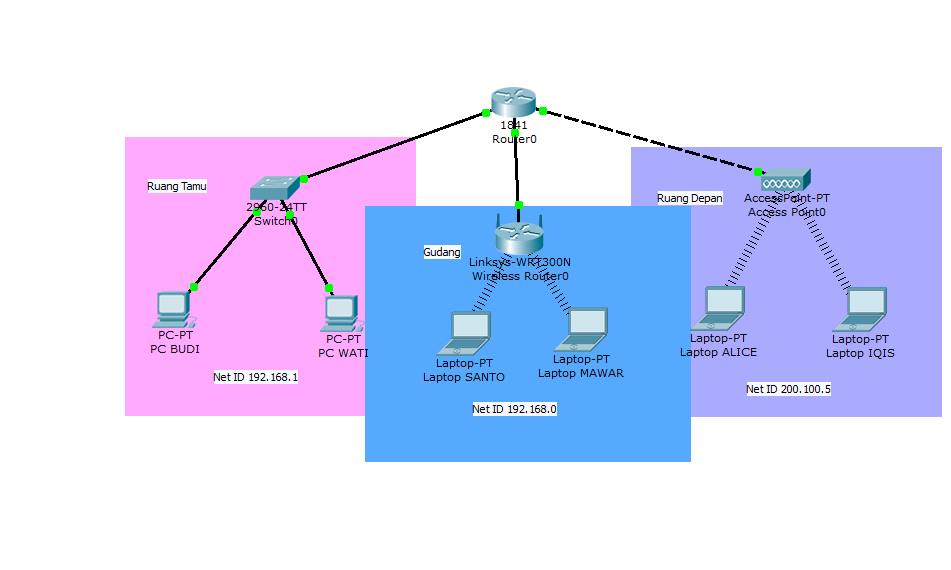 1841
Router0
Ruang Tamu
2960-24TT
Switch0
PC-PT
PC BUDI
PC-PT
PC WATI
Net ID 192.168.1
Gudang
Linksys-WRT300N
Wireless Router0
Laptop-PT
Laptop SANTO
Laptop-PT
Laptop MAWAR
Net ID 192.168.0
Ruang Depan
AccessPoint-PT
Access Point0
Laptop-PT
Laptop ALICE
Laptop-PT
Laptop IQIS
Net ID 200.100.5